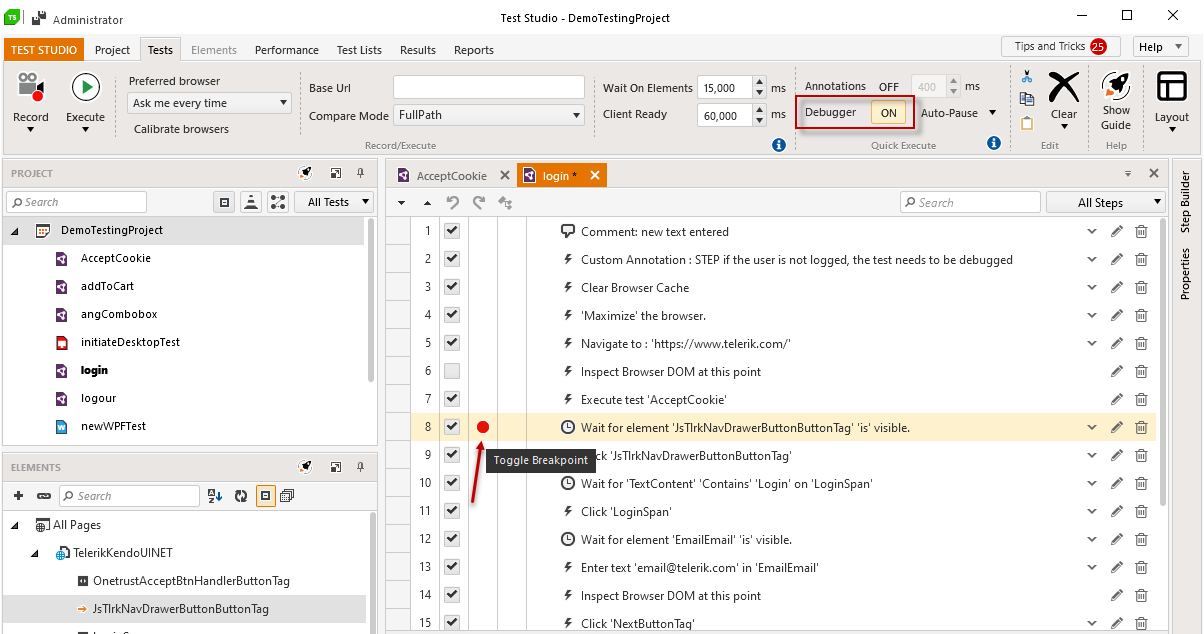 TS
Administrator
Test Studio - DemoTestingProject
TEST STUDIO Project Tests Elements Performance Test Lists Results Reports
Tips and Tricks 25 Help
Record
Execute
Preferred browser
Ask me every time
Calibrate browsers
Base Url
Compare Mode FullPath
Wait On Elements 15,000 ms
Client Ready 60,000 ms
Record/Execute
Annotations OFF 400 ms
Debugger ON Auto-Pause
Quick Execute
Clear
Edit
Show
Guide
Help
Layout
PROJECT
Search
All Tests
DemoTestingProject
AcceptCookie
addToCart
angCombobox
initiateDesktopTest
login
logour
newWPFTest
ELEMENTS
Search
All Pages
TelerikKendoUINET
OnetrustAcceptBtnHandlerButtonTag
JsTlrkNavDrawerButtonButtonTag
AcceptCookie
login *
Search
All Steps
1 Comment: new text entered
2 Custom Annotation : STEP if the user is not logged, the test needs to be debugged
3 Clear Browser Cache
4 'Maximize' the browser.
5 Navigate to : 'https://www.telerik.com/'
6 Inspect Browser DOM at this point
7 Execute test 'AcceptCookie'
8 Wait for element 'JsTlrkNavDrawerButtonButtonTag' 'is' visible.
Toggle Breakpoint
9 ck 'JsTlrkNavDrawerButtonButtonTag'
10 Wait for 'TextContent' 'Contains' 'Login' on 'LoginSpan'
11 Click 'LoginSpan'
12 Wait for element 'EmailEmail' 'is' visible.
13 Enter text 'email@telerik.com' in 'EmailEmail'
14 Inspect Browser DOM at this point
15 Click 'NextButtonTag'
Step Builder
Properties